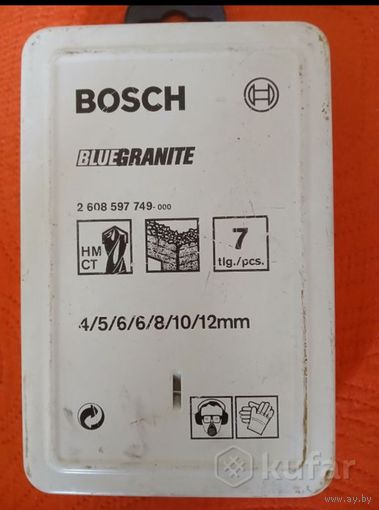 BOSCH
BLUEGRANITE
2 608 597 749-000
HM
CT
7
tlg./pcs.
4/5/6/6/8/10/12mm
kufar
www.ay.by